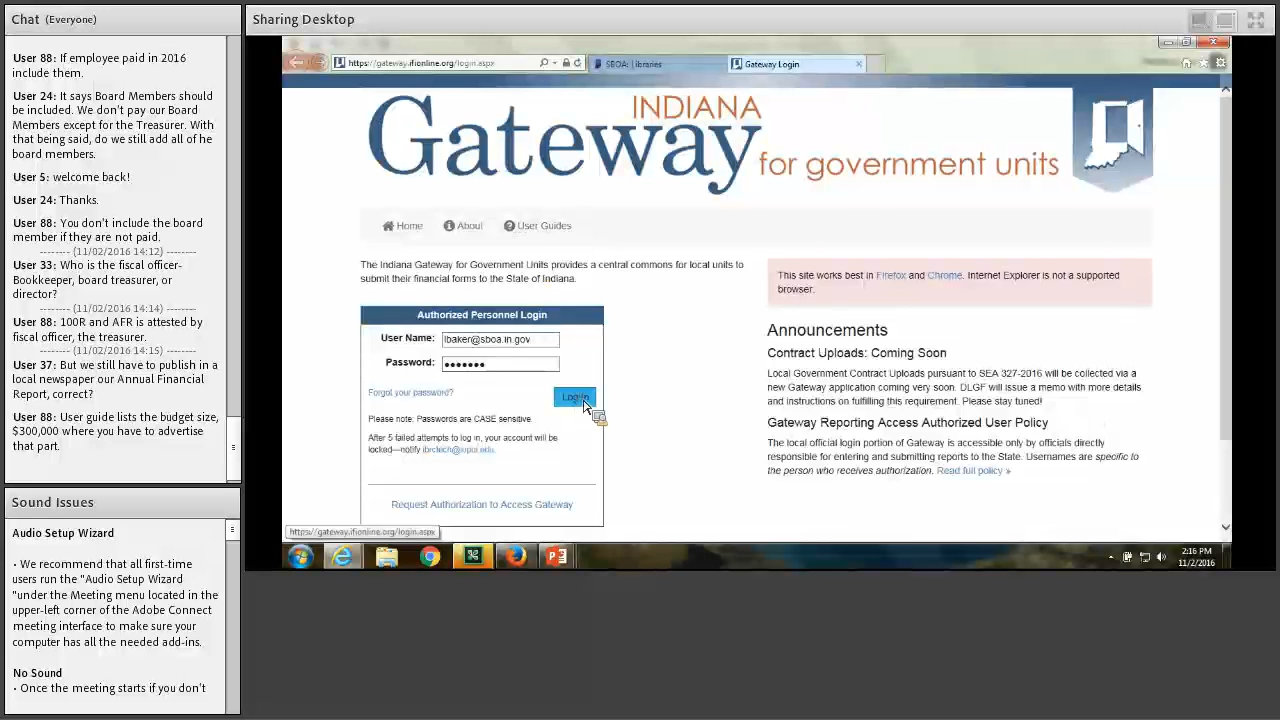 Chat (Everyone)
User 88: If employee paid in 2016
include them.
User 24: It says Board Members should
be included. We don't pay our Board
Members except for the Treasurer. With
that being said, do we still add all of he
board members.
User 5: welcome back!
User 24: Thanks.
User 88: You don't include the board
member if they are not paid.
-------- (11/02/2016 14:12) --------
User 33: Who is the fiscal officer-
Bookkeeper, board treasurer, or
director?
-------- (11/02/2016 14:14) --------
User 88: 100R and AFR is attested by
fiscal officer, the treasurer.
-------- (11/02/2016 14:15) --------
User 37: But we still have to publish in a
local newspaper our Annual Financial
Report, correct?
User 88: User guide lists the budget size,
$300,000 where you have to advertise
that part.
Sound Issues
Audio Setup Wizard
• We recommend that all first-time
users run the "Audio Setup Wizard
"under the Meeting menu located in the
upper-left corner of the Adobe Connect
meeting interface to make sure your
computer has all the needed add-ins.
No Sound
• Once the meeting starts if you don't
Sharing Desktop
https://gateway.ifionline.org/login.aspx
SBOA: Libraries
Gateway Login
INDIANA
Gateway
for government units
Home
About
User Guides
The Indiana Gateway for Government Units provides a central commons for local units to
submit their financial forms to the State of Indiana.
Authorized Personnel Login
User Name: lbaker@sboa.in.gov
Password: •••••••
Forgot your password?
Login
Please note: Passwords are CASE sensitive.
After 5 failed attempts to log in, your account will be
locked—notify ibrctech@iupui.edu.
Request Authorization to Access Gateway
This site works best in Firefox and Chrome. Internet Explorer is not a supported
browser.
Announcements
Contract Uploads: Coming Soon
Local Government Contract Uploads pursuant to SEA 327-2016 will be collected via a
new Gateway application coming very soon. DLGF will issue a memo with more details
and instructions on fulfilling this requirement. Please stay tuned!
Gateway Reporting Access Authorized User Policy
The local official login portion of Gateway is accessible only by officials directly
responsible for entering and submitting reports to the State. Usernames are specific to
the person who receives authorization. Read full policy »
https://gateway.ifionline.org/login.aspx
2:16 PM
11/2/2016